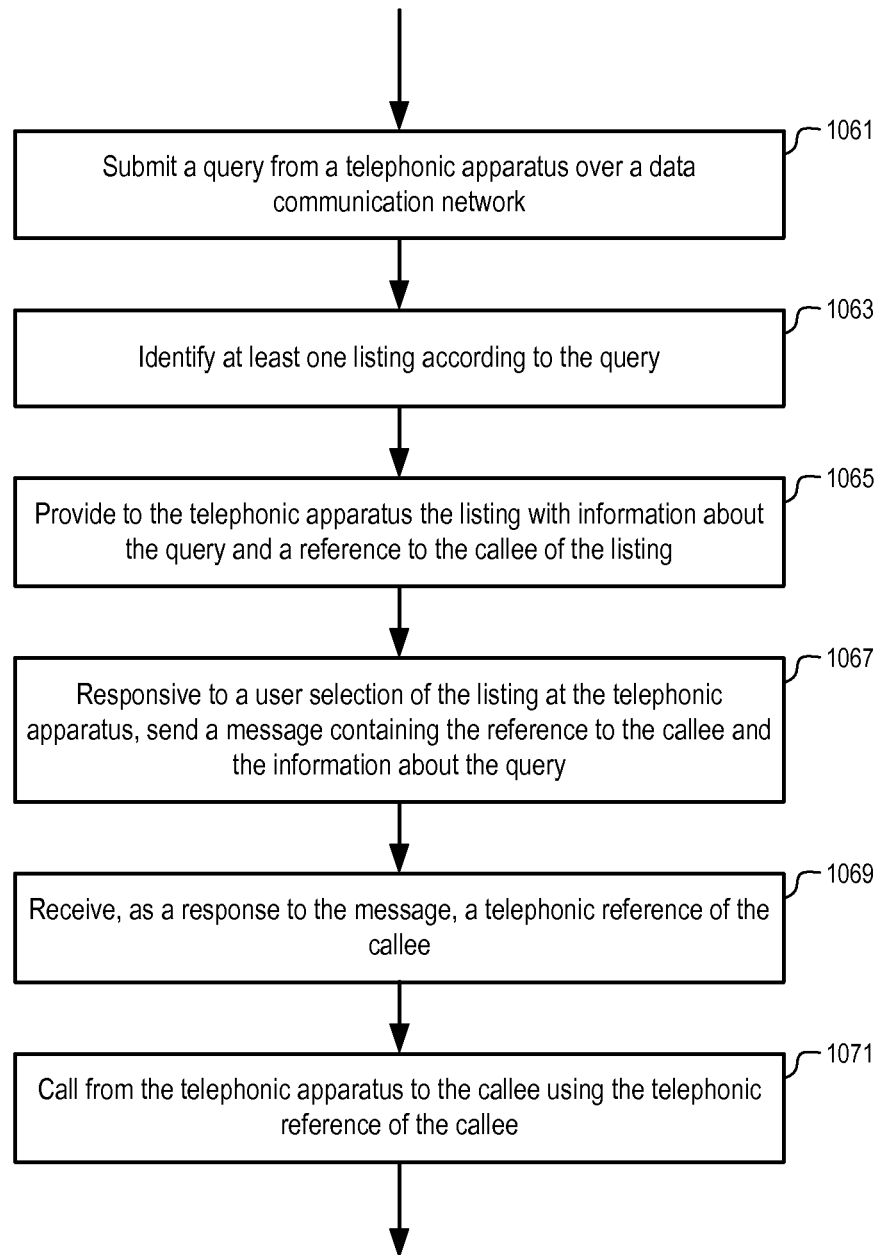 1061
Submit a query from a telephonic apparatus over a data
communication network
1063
Identify at least one listing according to the query
1065
Provide to the telephonic apparatus the listing with information about
the query and a reference to the callee of the listing
1067
Responsive to a user selection of the listing at the telephonic
apparatus, send a message containing the reference to the callee and
the information about the query
1069
Receive, as a response to the message, a telephonic reference of the
callee
1071
Call from the telephonic apparatus to the callee using the telephonic
reference of the callee